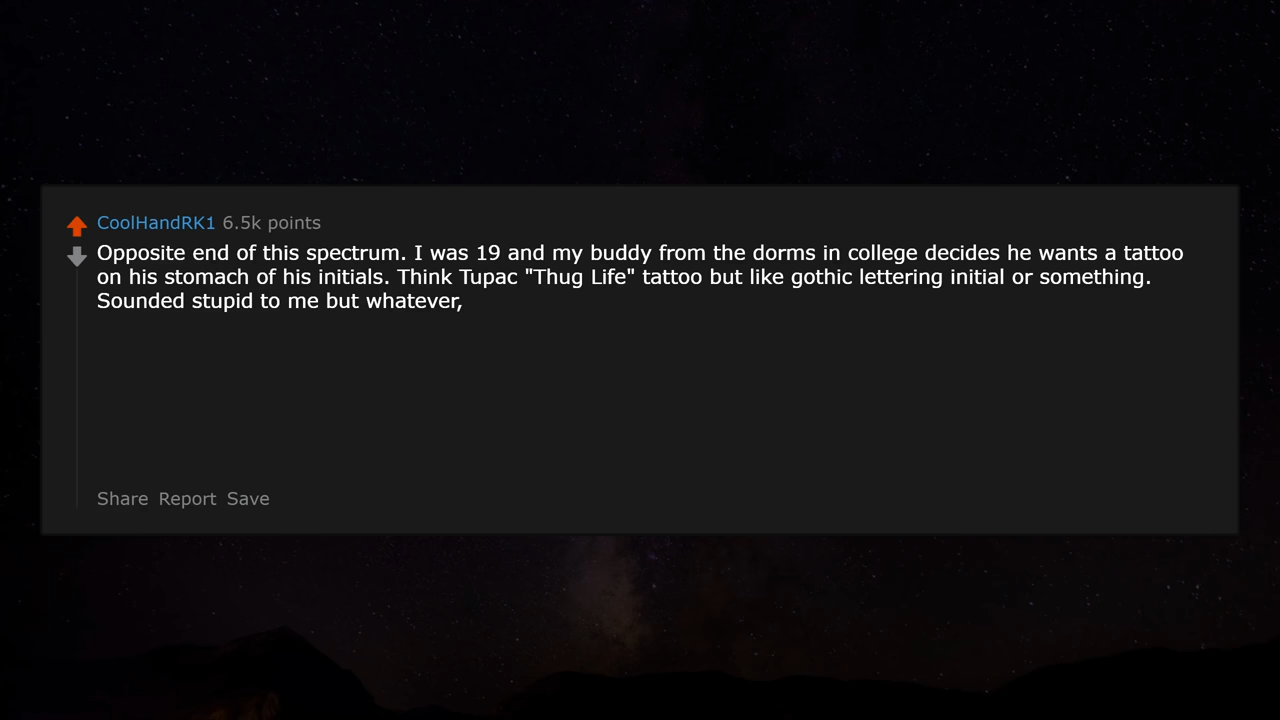 CoolHandRK1 6.5k points
Opposite end of this spectrum. I was 19 and my buddy from the dorms in college decides he wants a tattoo
on his stomach of his initials. Think Tupac "Thug Life" tattoo but like gothic lettering initial or something.
Sounded stupid to me but whatever,
Share Report Save